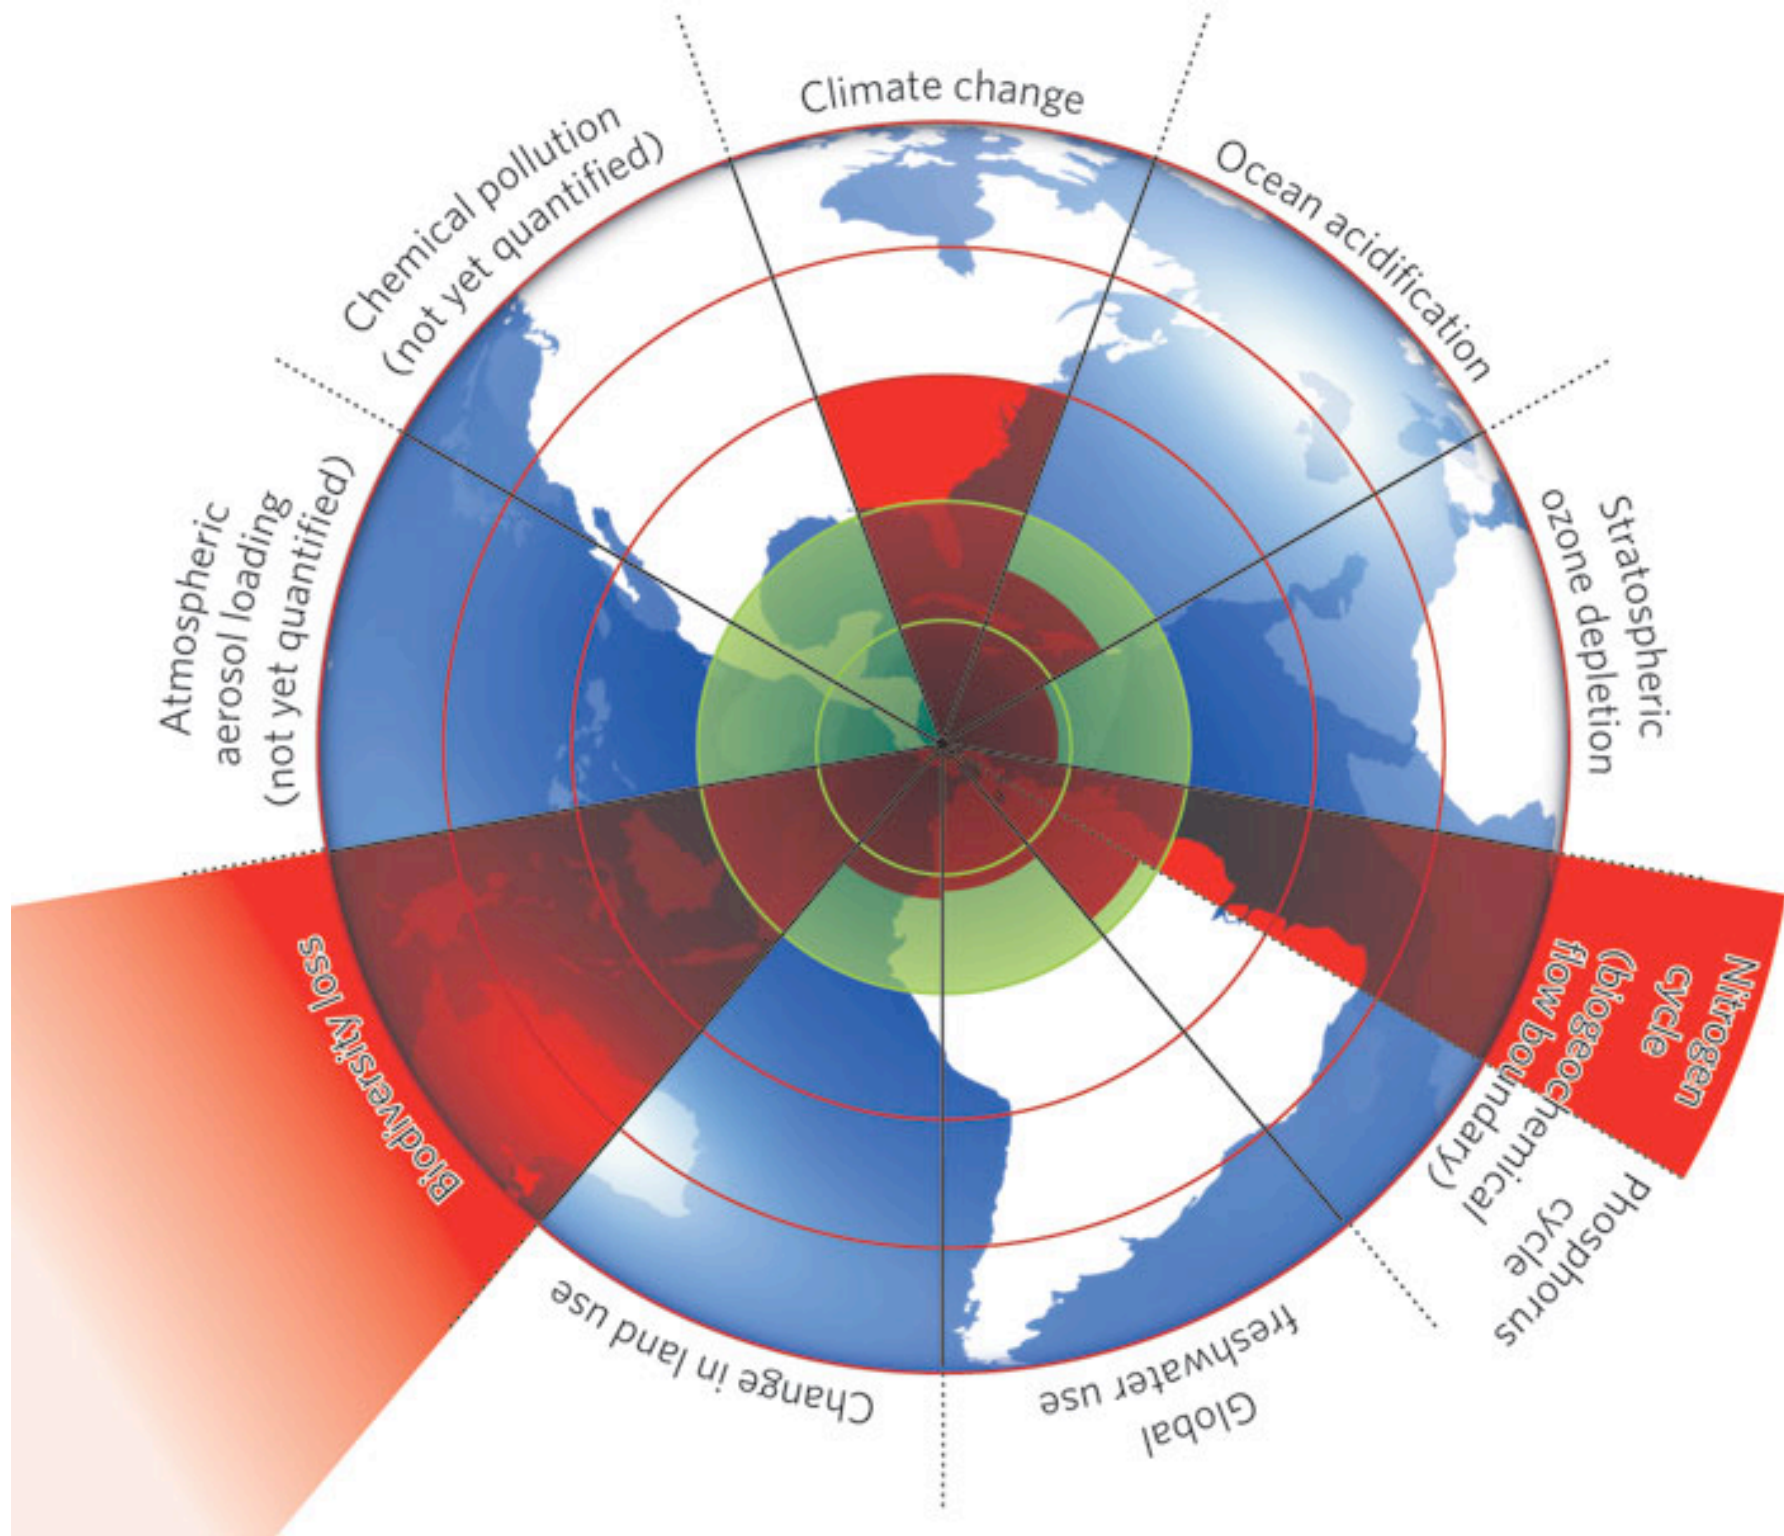 Climate change
Ocean acidification
Stratospheric
ozone depletion
Nitrogen
cycle
(biogeochemical
flow boundary)
Phosphorus
cycle
Global
freshwater use
Change in land use
Biodiversity loss
Atmospheric
aerosol loading
(not yet quantified)
Chemical pollution
(not yet quantified)